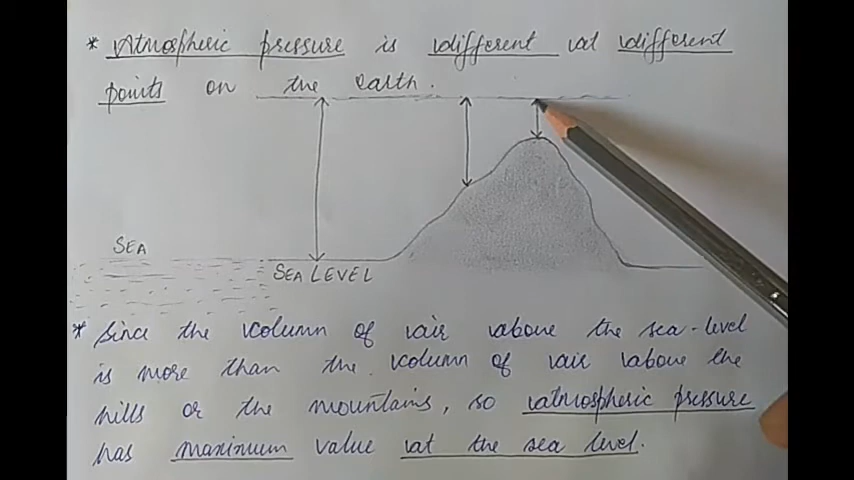 * Atmospheric pressure is different at different
points on the earth.
SEA
SEA LEVEL
* Since the column of air above the sea-level
is more than the column of air above the
hills or the mountains, so atmospheric pressure
has maximum value at the sea level.